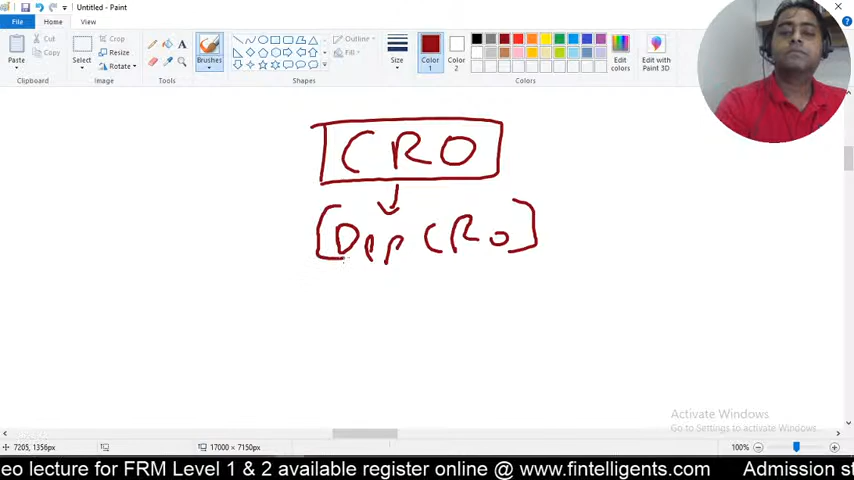 Untitled - Paint
File Home View
Paste
Cut
Copy
Clipboard
Select
Crop
Resize
Rotate
Image
Tools
Brushes
Shapes
Outline
Fill
Size
Color 1
Color 2
Colors
Edit colors
Edit with Paint 3D
CRO
Dep CRO
Activate Windows
Go to Settings to activate Windows.
7205, 1356px
17000 × 7150px
100%
eo lecture for FRM Level 1 & 2 available register online @ www.fintelligents.com Admission st